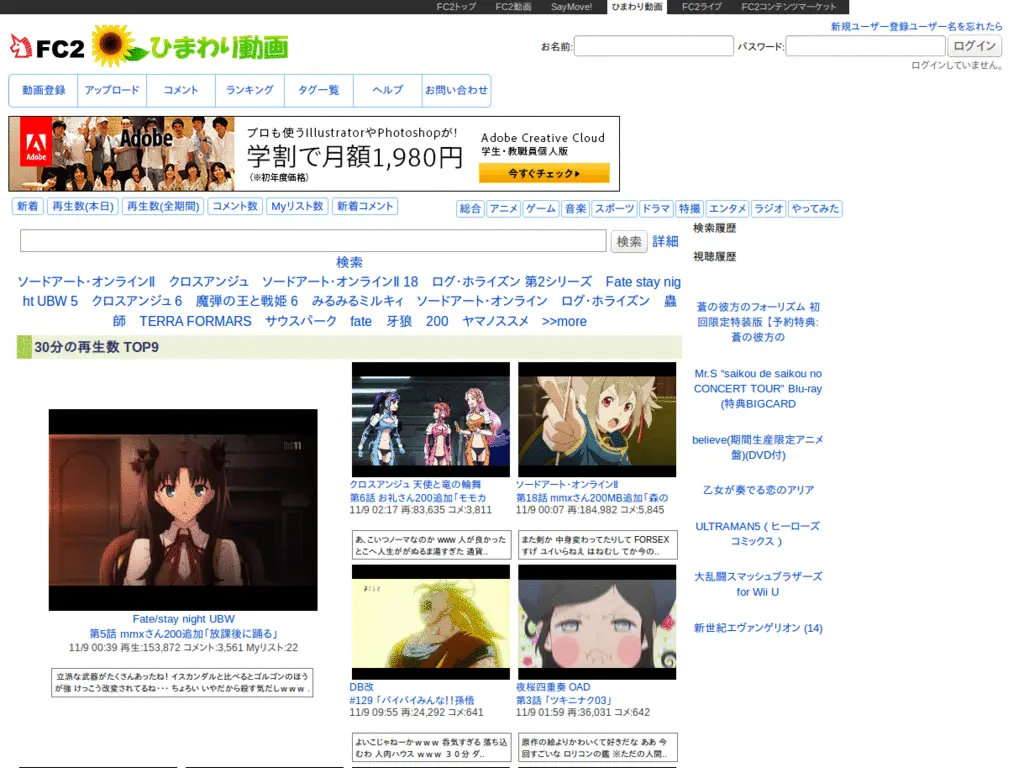 FC2トップ FC2動画 SayMove! ひまわり動画 FC2ライブ FC2コンテンツマーケット
新規ユーザー登録ユーザー名を忘れたら
FC2 ひまわり動画
お名前: パスワード: ログイン
ログインしていません。
動画登録 アップロード コメント ランキング タグ一覧 ヘルプ お問い合わせ
Adobe
Adobe
プロも使うIllustratorやPhotoshopが!
学割で月額1,980円
(※初年度価格)
Adobe Creative Cloud
学生・教職員個人版
今すぐチェック▶
新着 再生数(本日) 再生数(全期間) コメント数 Myリスト数 新着コメント
総合 アニメ ゲーム 音楽 スポーツ ドラマ 特撮 エンタメ ラジオ やってみた
検索 詳細
検索
ソードアート・オンラインⅡ クロスアンジュ ソードアート・オンラインⅡ 18 ログ・ホライズン 第2シリーズ Fate stay nig
ht UBW 5 クロスアンジュ 6 魔弾の王と戦姫 6 みるみるミルキィ ソードアート・オンライン ログ・ホライズン 蟲
師 TERRA FORMARS サウスパーク fate 牙狼 200 ヤマノススメ >>more
30分の再生数 TOP9
Fate/stay night UBW
第5話 mmxさん200追加「放課後に踊る」
11/9 00:39 再:153,872 コメント:3,561 Myリスト:22
立派な武器がたくさんあったね! イスカンダルと比べるとゴルゴンのほう
が強 けっこう改変されてるね・・・ ちょろい いやだから殺す気だしｗｗｗ .
クロスアンジュ 天使と竜の輪舞
第6話 お礼さん200追加「モモカ
11/9 02:17 再:83,635 コメ:3,811
あ、こいつノーマなのか www 人が良かった
とこへ人生ががぬるま湯すぎた 通貨..
ソードアート・オンラインⅡ
第18話 mmxさん200MB追加「森の
11/9 00:07 再:184,982 コメ:5,845
また剣か 中身変わってたりして FORSEX
すげ ユイいらねえ はねむし てか今の..
DB改
#129 「バイバイみんな!!孫悟
11/9 09:55 再:24,292 コメ:641
よいこじゃねーかｗｗｗ 呑気すぎる 落ち込
むわ 人肉ハウス ｗｗｗ ３０分 ダ..
夜桜四重奏 OAD
第3話 「ツキニナク03」
11/9 01:59 再:36,031 コメ:642
原作の絵よりかわいくて好きだな ああ 今
回すごいな ロリコンの鑑 ※ただの人間..
検索履歴
視聴履歴
蒼の彼方のフォーリズム 初
回限定特装版 【予約特典:
蒼の彼方の
Mr.S “saikou de saikou no
CONCERT TOUR” Blu-ray
(特典BIGCARD
believe(期間生産限定アニメ
盤)(DVD付)
乙女が奏でる恋のアリア
ULTRAMAN5 ( ヒーローズ
コミックス )
大乱闘スマッシュブラザーズ
for Wii U
新世紀エヴァンゲリオン (14)